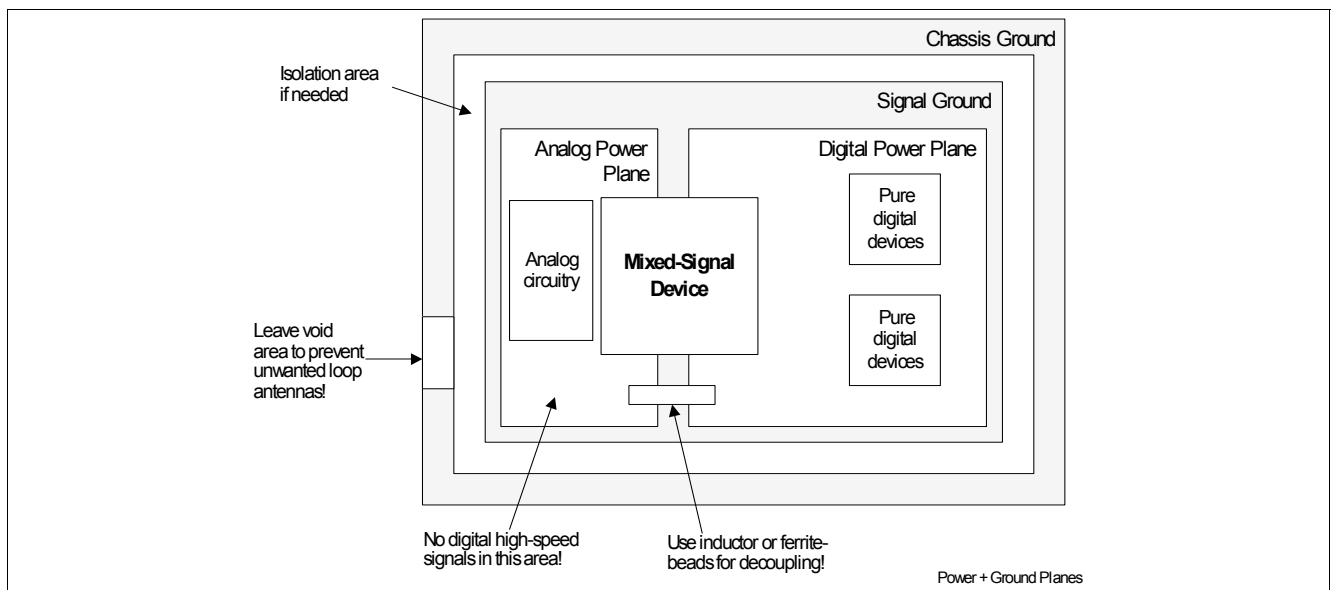 Chassis Ground
Isolation area
if needed
Signal Ground
Analog Power
Plane
Digital Power Plane
Pure
digital
devices
Analog
circuitry
Mixed-Signal
Device
Pure
digital
devices
Leave void
area to prevent
unwanted loop
antennas!
No digital high-speed
signals in this area!
Use inductor or ferrite-
beads for decoupling!
Power + Ground Planes